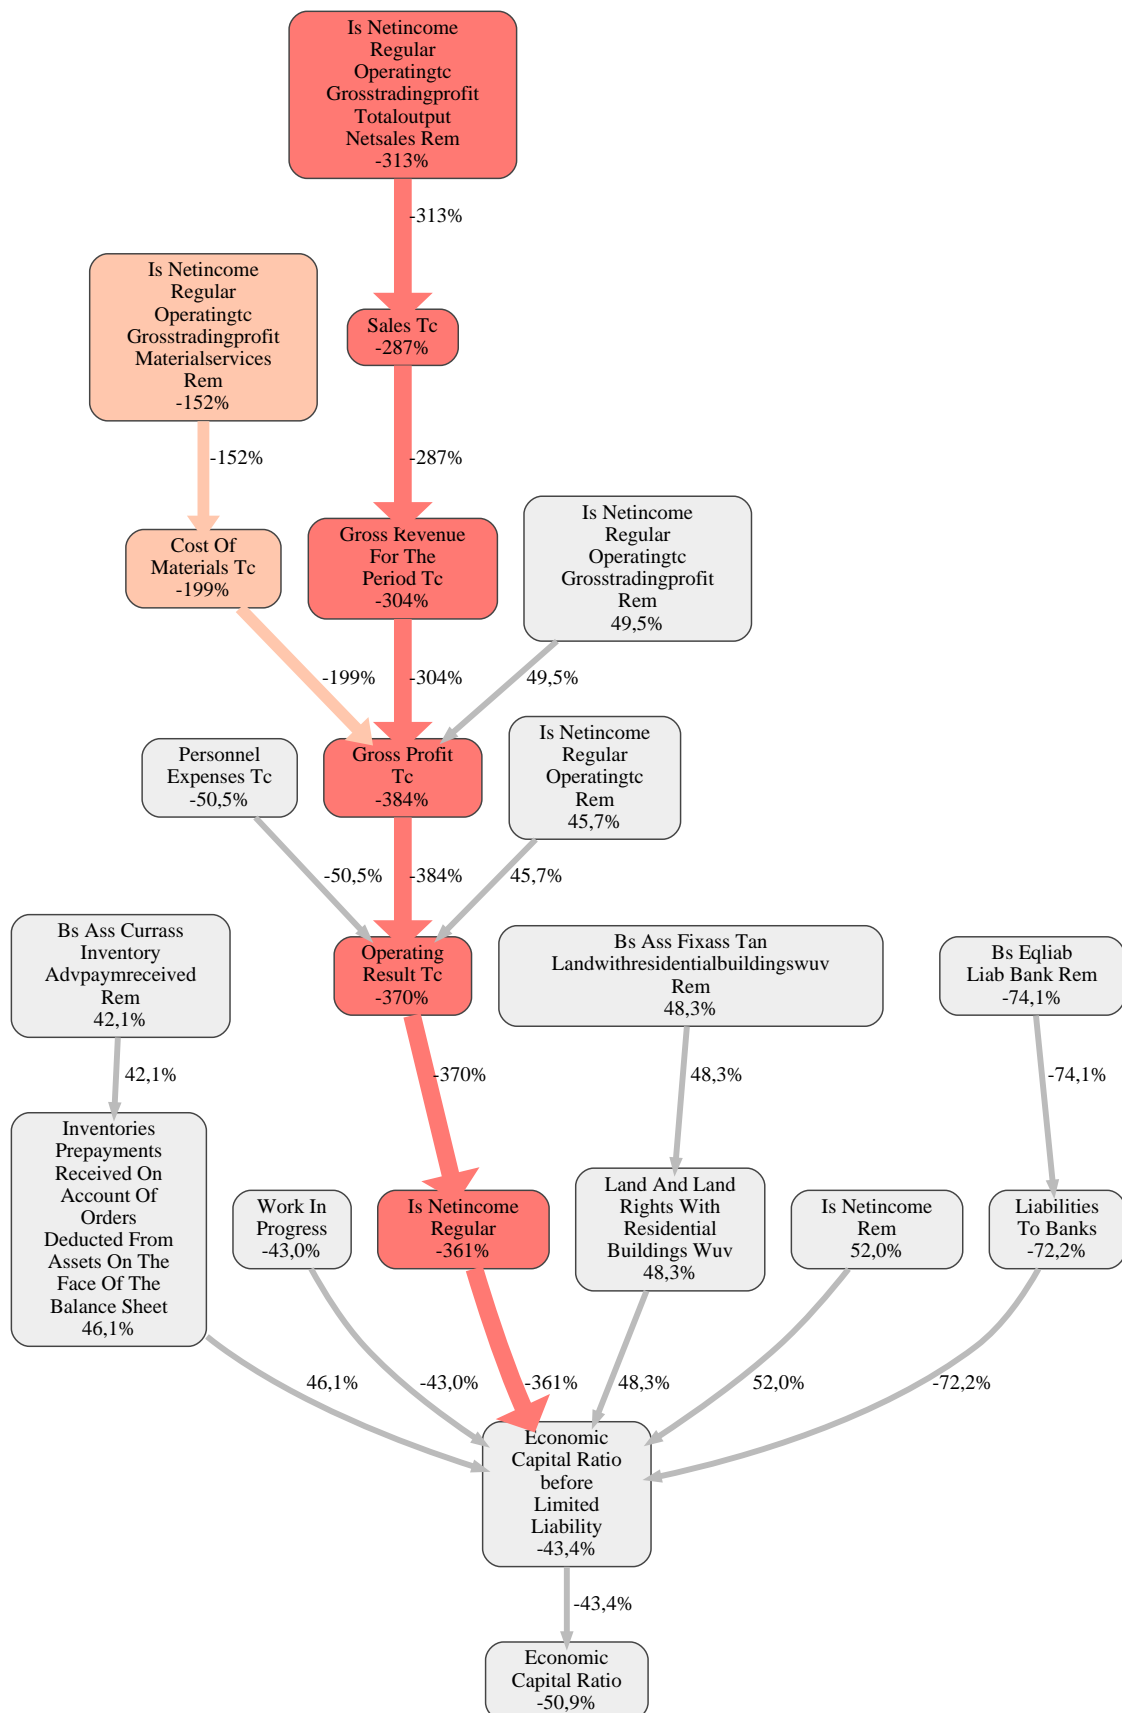 Is Netincome
Regular
Operatingtc
Grosstradingprofit
Totaloutput
Netsales Rem
-313%
-313%
Is Netincome
Regular
Operatingtc
Grosstradingprofit
Materialservices
Rem
-152%
Sales Tc
-287%
-152%
-287%
Is Netincome
Regular
Operatingtc
Grosstradingprofit
Rem
49,5%
Cost Of
Materials Tc
-199%
Gross Revenue
For The
Period Tc
-304%
-199%
-304%
49,5%
Personnel
Expenses Tc
-50,5%
Gross Profit
Tc
-384%
Is Netincome
Regular
Operatingtc
Rem
45,7%
-50,5%
-384%
45,7%
Bs Ass Currass
Inventory
Advpaymreceived
Rem
42,1%
Operating
Result Tc
-370%
Bs Ass Fixass Tan
Landwithresidentialbuildingswuv
Rem
48,3%
Bs Eqliab
Liab Bank Rem
-74,1%
42,1%
-370%
48,3%
-74,1%
Inventories
Prepayments
Received On
Account Of
Orders
Deducted From
Assets On The
Face Of The
Balance Sheet
46,1%
Work In
Progress
-43,0%
Is Netincome
Regular
-361%
Land And Land
Rights With
Residential
Buildings Wuv
48,3%
Is Netincome
Rem
52,0%
Liabilities
To Banks
-72,2%
46,1%
-43,0%
-361%
48,3%
52,0%
-72,2%
Economic
Capital Ratio
before
Limited
Liability
-43,4%
-43,4%
Economic
Capital Ratio
-50,9%